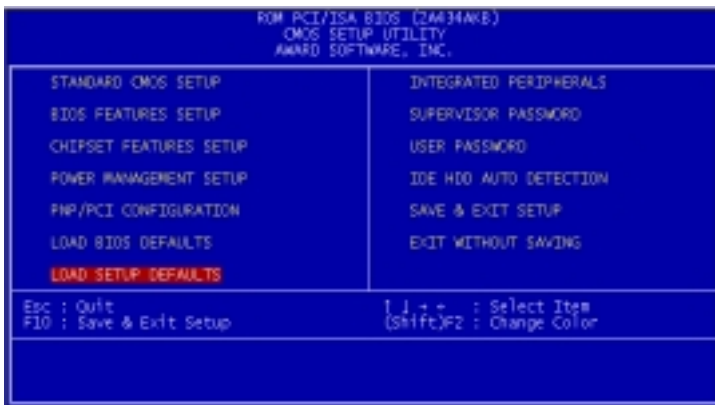 ROM PCI/ISA BIOS (2A434AKB)
CMOS SETUP UTILITY
AWARD SOFTWARE, INC.
STANDARD CMOS SETUP
BIOS FEATURES SETUP
CHIPSET FEATURES SETUP
POWER MANAGEMENT SETUP
PNP/PCI CONFIGURATION
LOAD BIOS DEFAULTS
LOAD SETUP DEFAULTS
INTEGRATED PERIPHERALS
SUPERVISOR PASSWORD
USER PASSWORD
IDE HDD AUTO DETECTION
SAVE & EXIT SETUP
EXIT WITHOUT SAVING
Esc : Quit
F10 : Save & Exit Setup
↑ ↓ → ← : Select Item
(Shift)F2 : Change Color